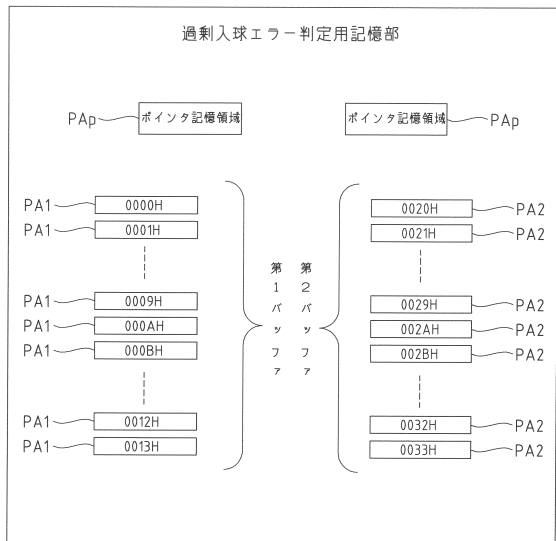 過剰入球エラー判定用記憶部
PAp ポインタ記憶領域 ポインタ記憶領域 PAp
PA1 0000H
PA1 0001H
PA1 0009H
PA1 000AH
PA1 000BH
PA1 0012H
PA1 0013H
第1バッファ
第2バッファ
0020H PA2
0021H PA2
0029H PA2
002AH PA2
002BH PA2
0032H PA2
0033H PA2